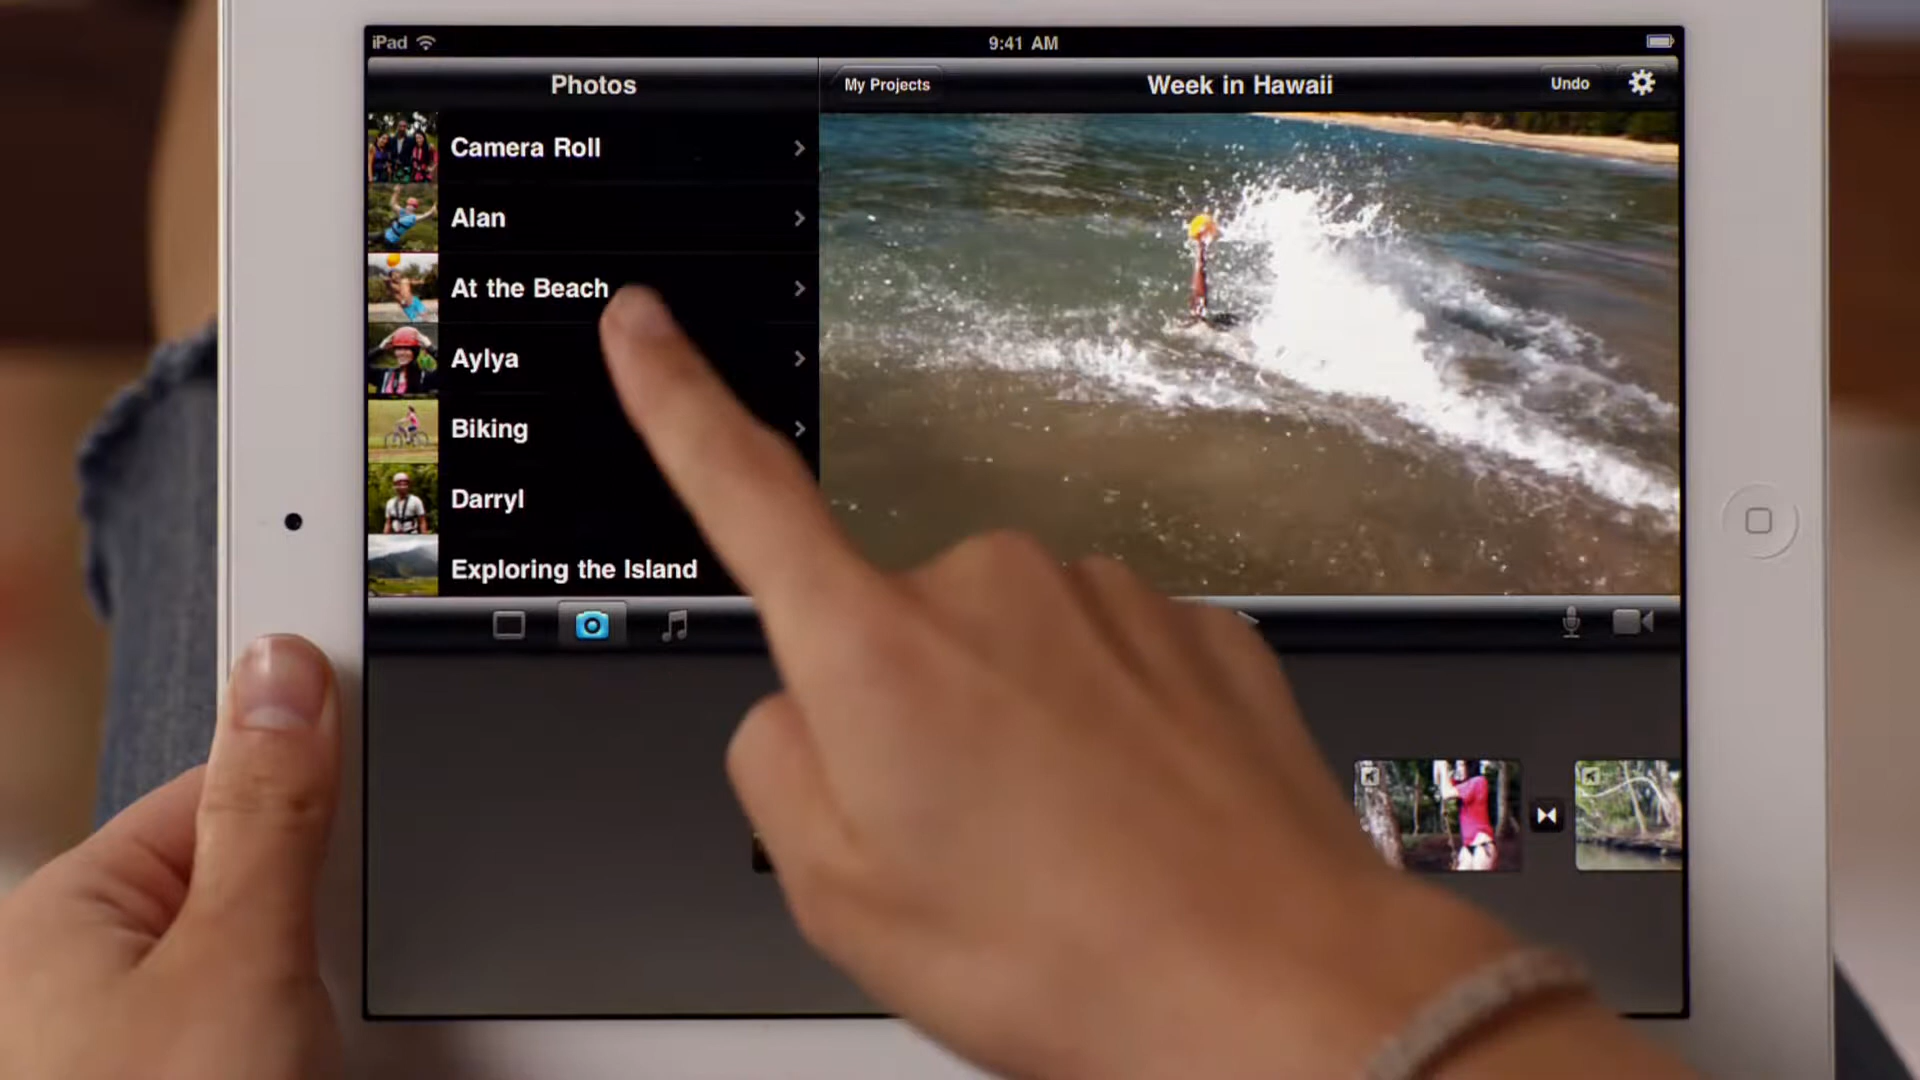 iPad
9:41 AM
Photos
My Projects
Week in Hawaii
Undo
Camera Roll
Alan
At the Beach
Aylya
Biking
Darryl
Exploring the Island